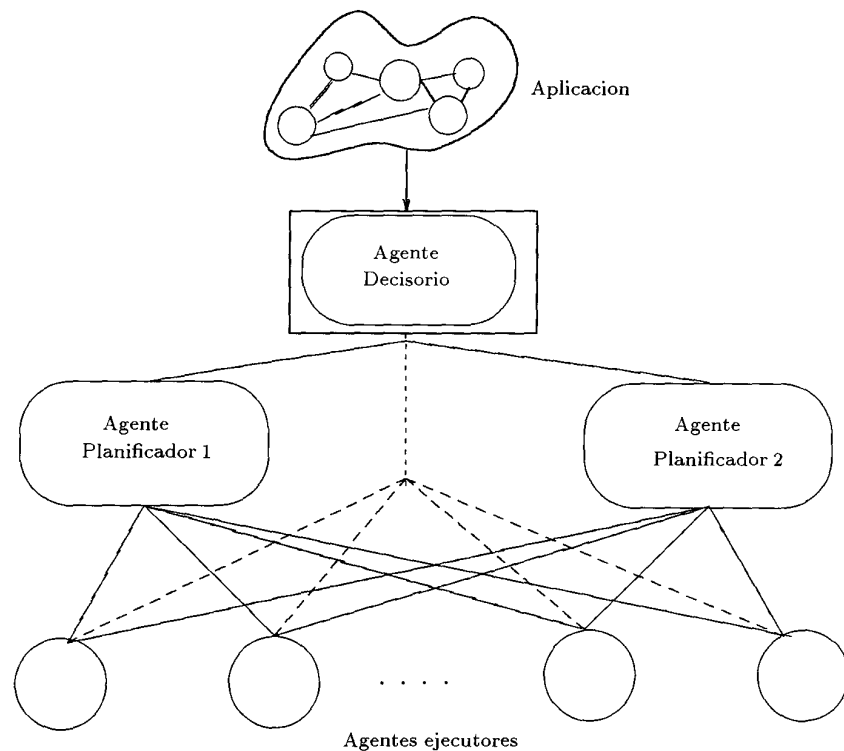 Aplicacion
Agente
Decisorio
Agente
Planificador 1
Agente
Planificador 2
. . . .
Agentes ejecutores